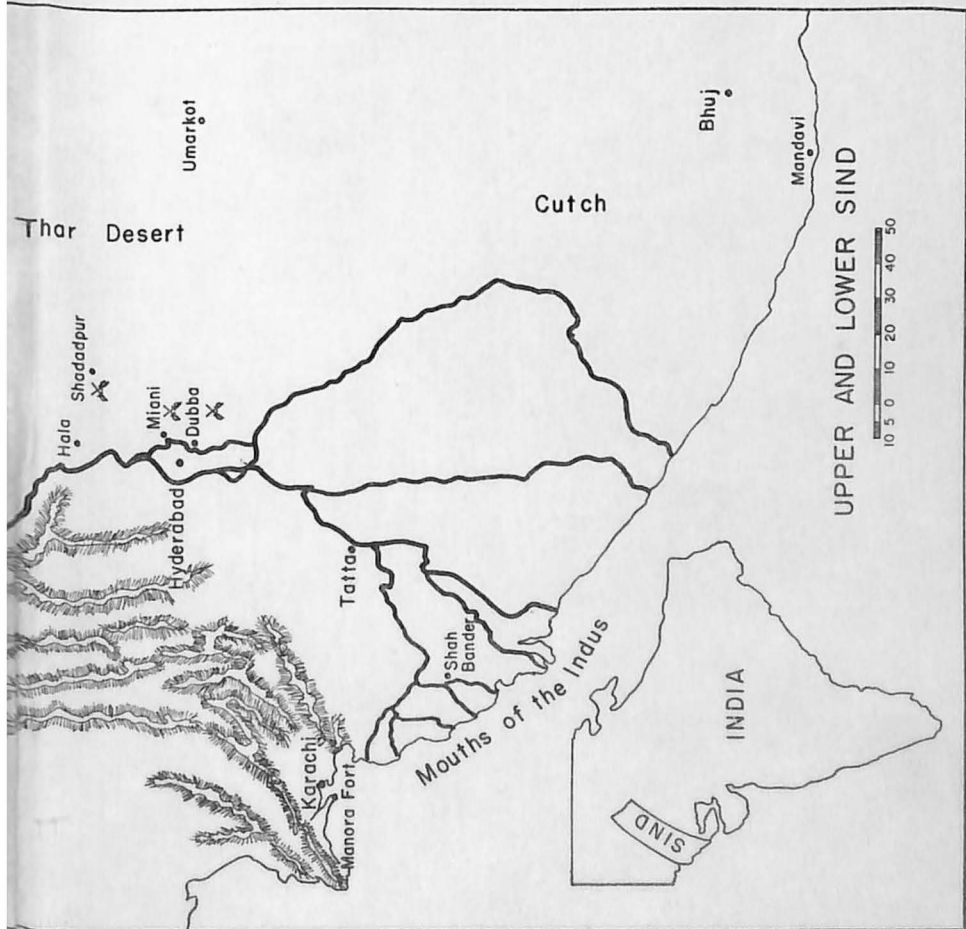 Thar Desert
Umarkot
Shadadpur
Hala
Miani
Dubba
Hyderabad
Cutch
Bhuj
Mandavi
Tatta
Shah
Bander
Karachi
Manora Fort
Mouths of the Indus
INDIA
SIND
UPPER AND LOWER SIND
10 5 0 10 20 30 40 50